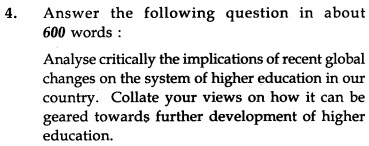 4. Answer the following question in about
600 words :
Analyse critically the implications of recent global
changes on the system of higher education in our
country. Collate your views on how it can be
geared towards further development of higher
education.